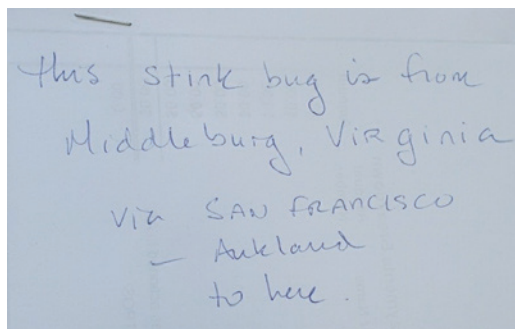 this stink bug is from
Middleburg, VIRginia
via SAN FRANCISCO
— Aukland
to here.